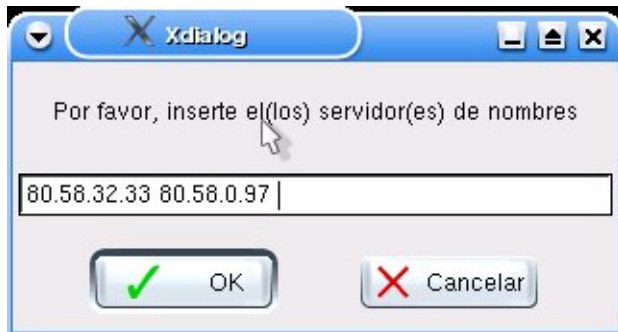 Xdialog
Por favor, inserte el(los) servidor(es) de nombres
80.58.32.33 80.58.0.97
OK
Cancelar